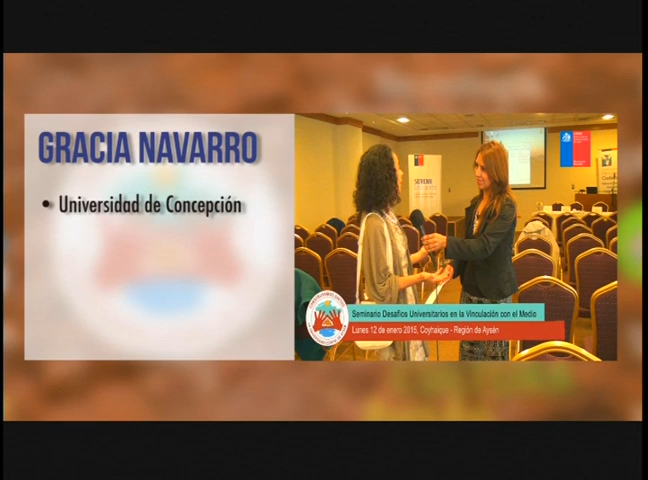 GRACIA NAVARRO
• Universidad de Concepción
Seminario Desafíos Universitarios en la Vinculación con el Medio
Lunes 12 de enero 2015, Coyhaique - Región de Aysén